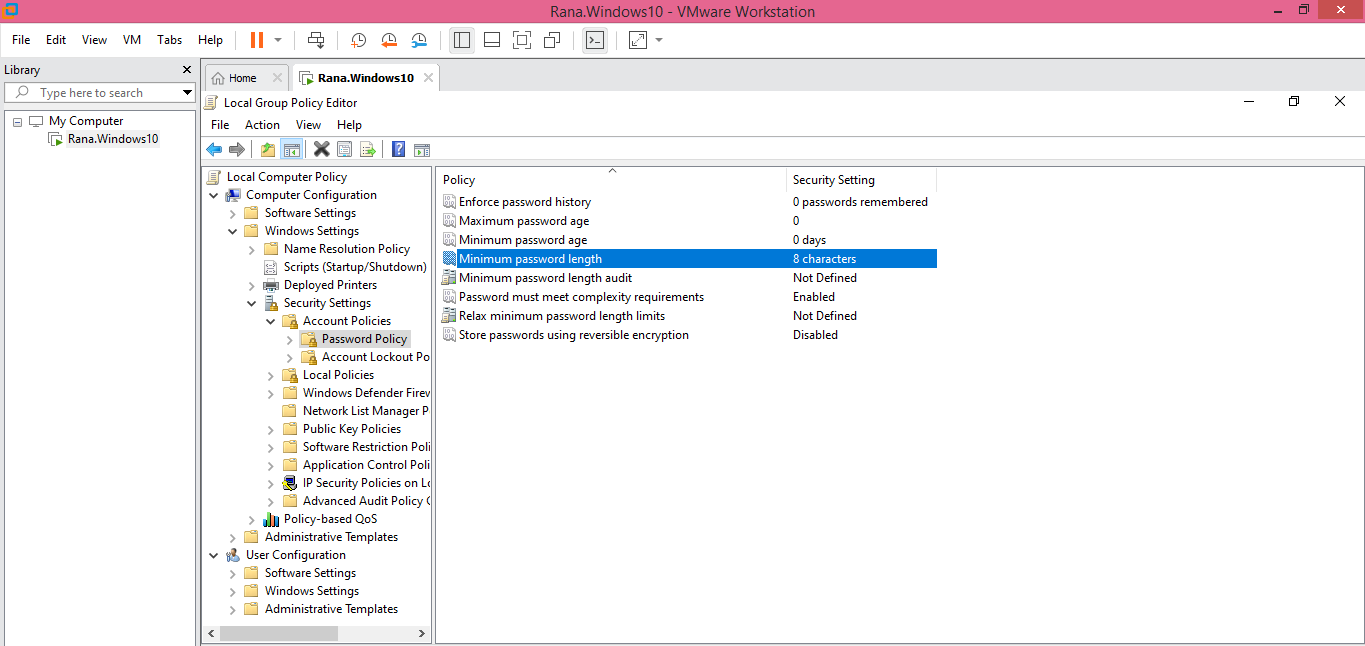 Rana.Windows10 - VMware Workstation
File Edit View VM Tabs Help
Library
Type here to search
My Computer
Rana.Windows10
Home
Rana.Windows10
Local Group Policy Editor
File Action View Help
Local Computer Policy
Computer Configuration
Software Settings
Windows Settings
Name Resolution Policy
Scripts (Startup/Shutdown)
Deployed Printers
Security Settings
Account Policies
Password Policy
Account Lockout Po
Local Policies
Windows Defender Firew
Network List Manager P
Public Key Policies
Software Restriction Poli
Application Control Poli
IP Security Policies on Lo
Advanced Audit Policy C
Policy-based QoS
Administrative Templates
User Configuration
Software Settings
Windows Settings
Administrative Templates
Policy Security Setting
Enforce password history 0 passwords remembered
Maximum password age 0
Minimum password age 0 days
Minimum password length 8 characters
Minimum password length audit Not Defined
Password must meet complexity requirements Enabled
Relax minimum password length limits Not Defined
Store passwords using reversible encryption Disabled